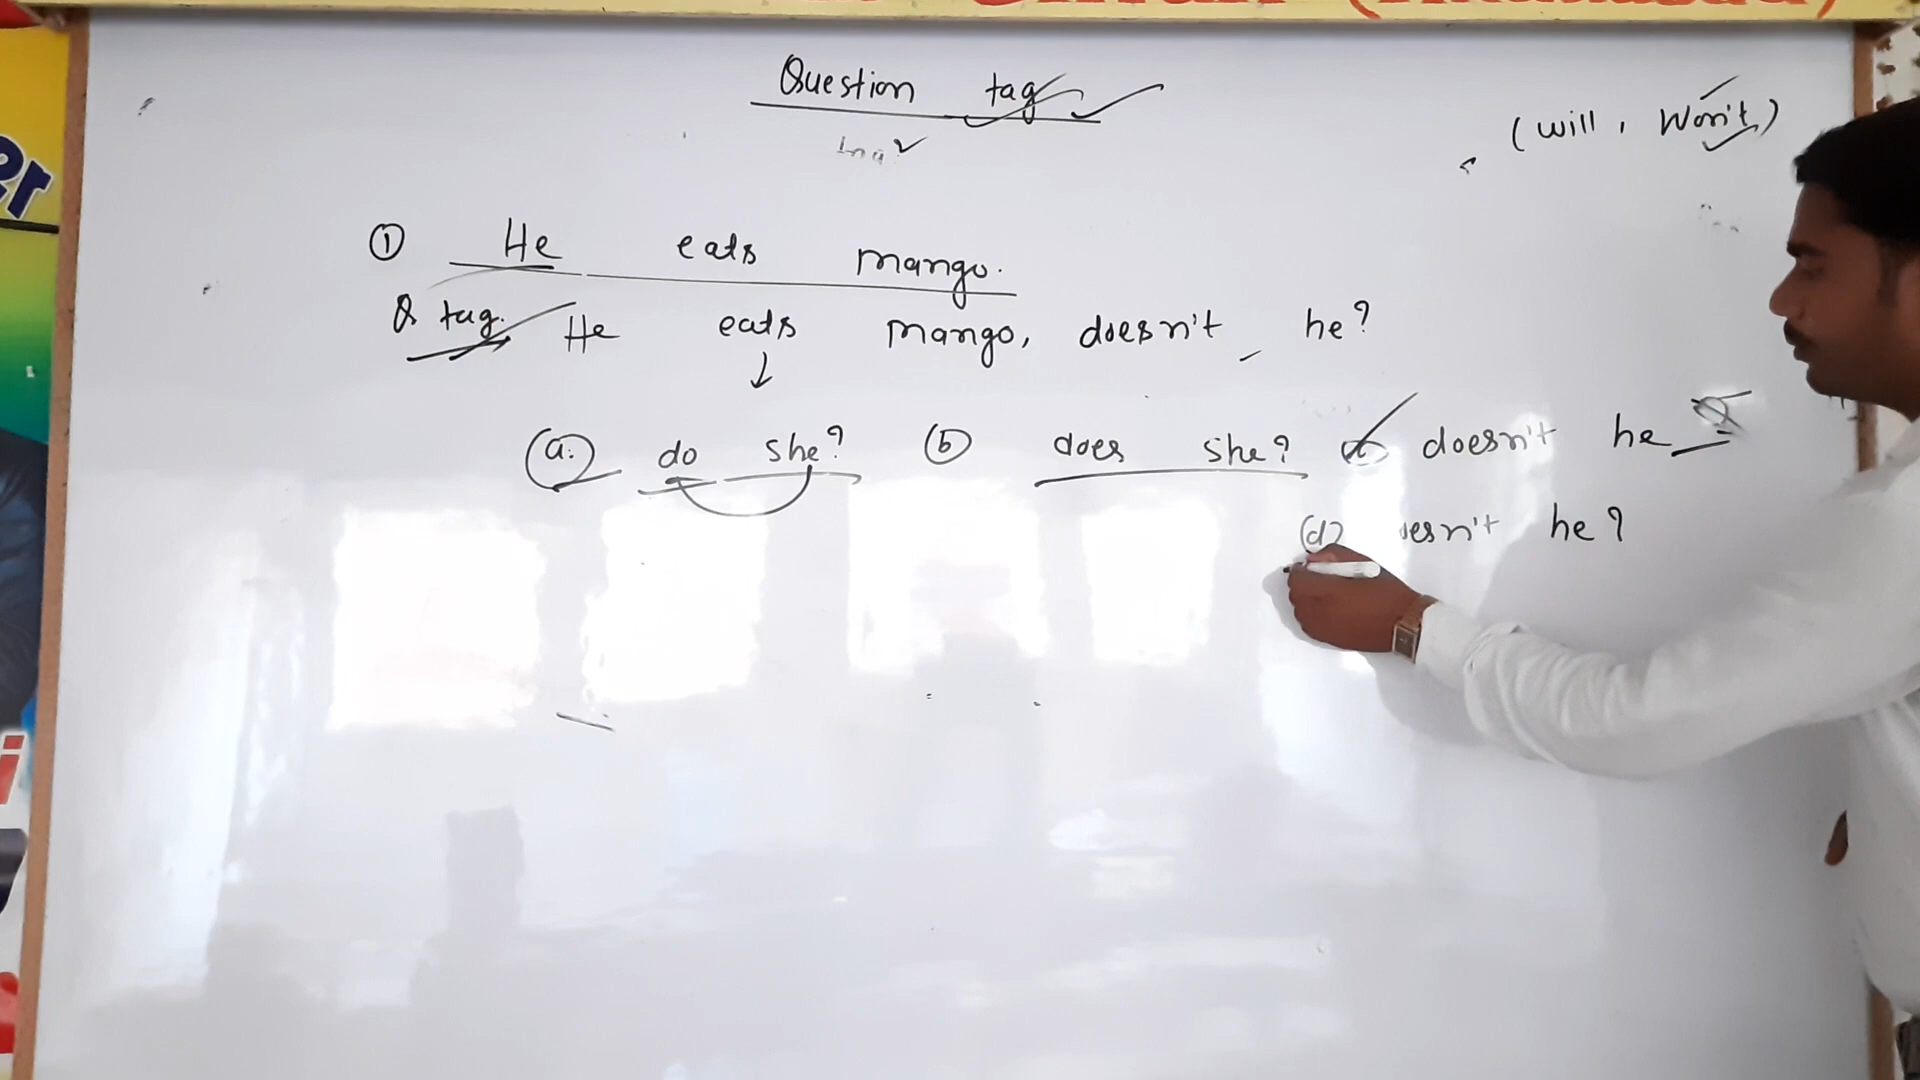 Question tag
(will, Won't)
① He eats mango.
Q tag. He eats mango, doesn't he?
(a.) do she? (b) does she? doesn't he
(d) he?